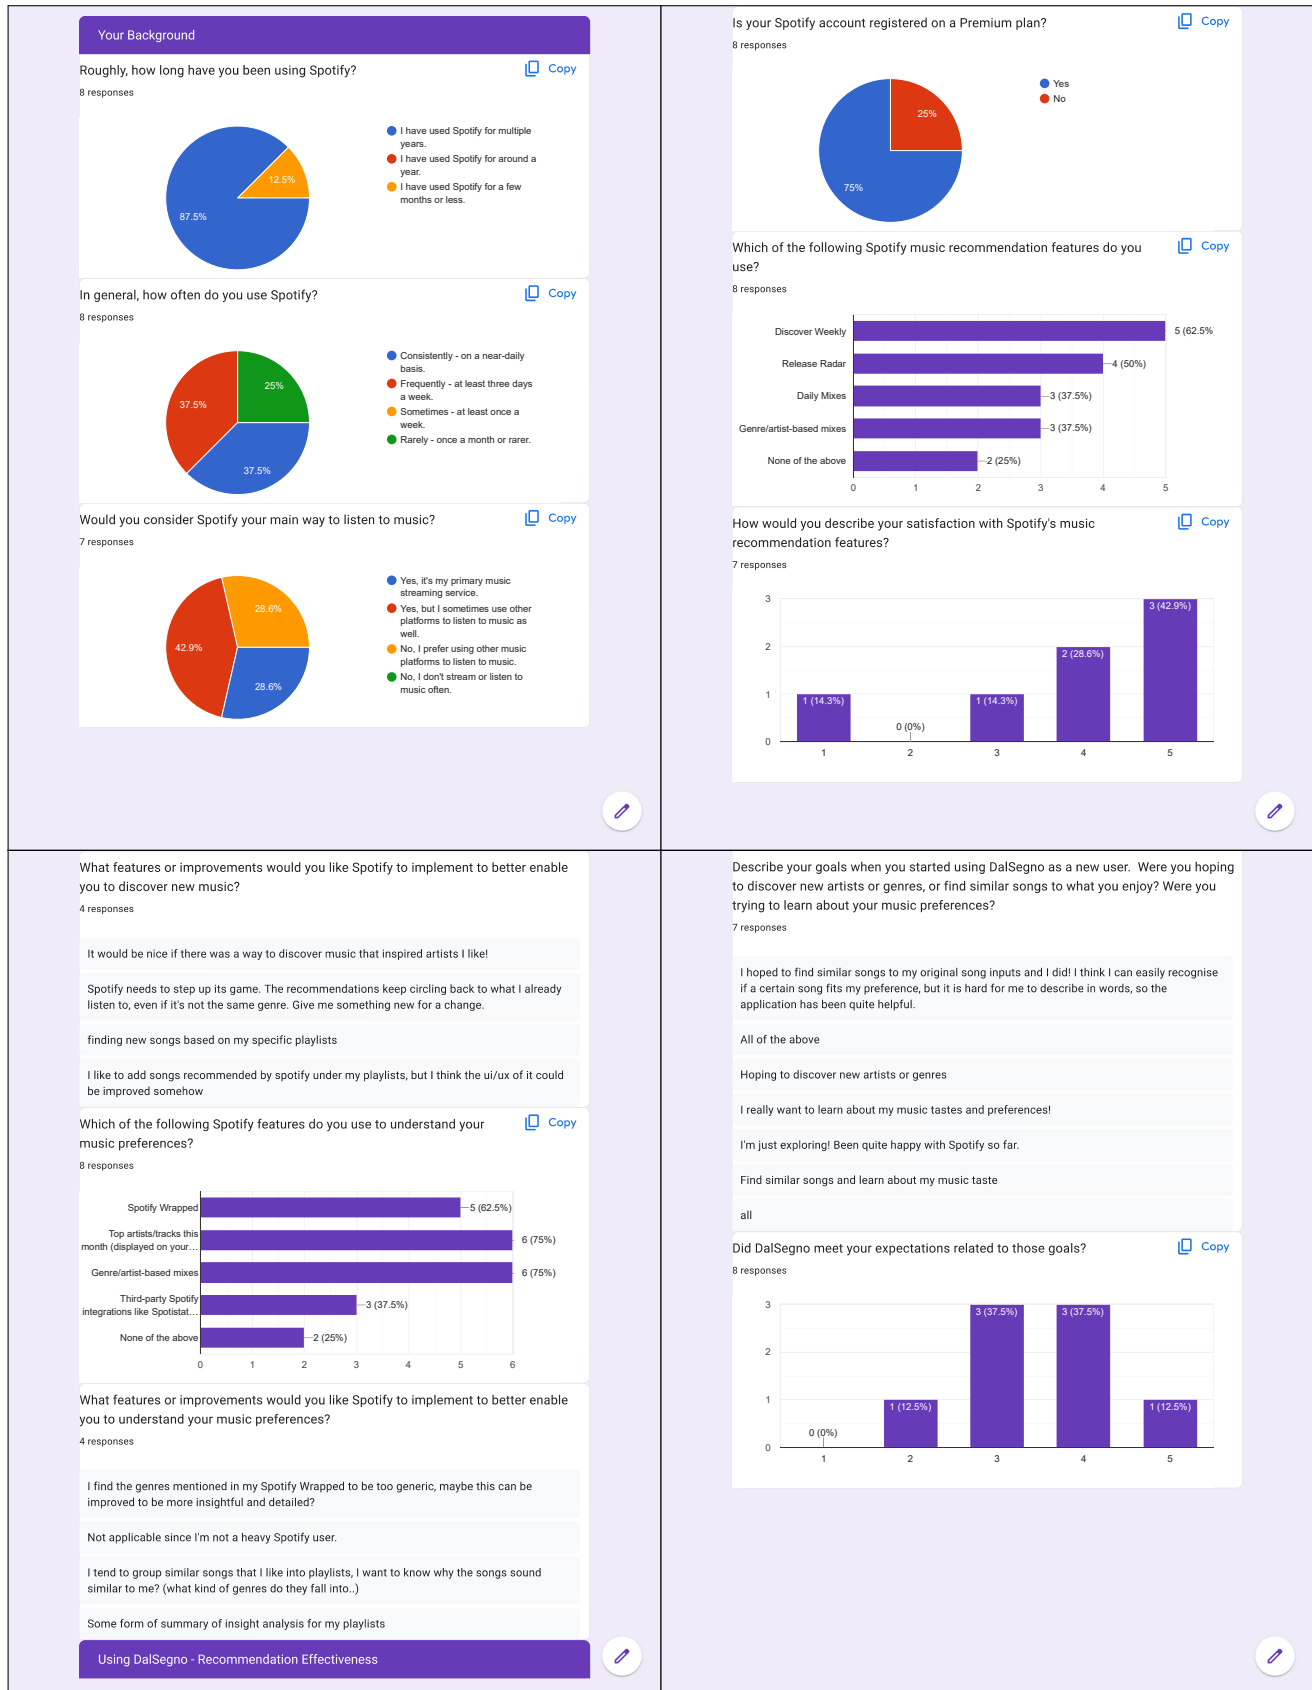 Your Background
Roughly, how long have you been using Spotify?
Copy
8 responses
I have used Spotify for multiple
years.
I have used Spotify for around a
year.
I have used Spotify for a few
months or less.
12.5%
87.5%
In general, how often do you use Spotify?
Copy
8 responses
Consistently - on a near-daily
basis.
Frequently - at least three days
a week.
Sometimes - at least once a
week.
Rarely - once a month or rarer.
25%
37.5%
37.5%
Would you consider Spotify your main way to listen to music?
Copy
7 responses
Yes, it's my primary music
streaming service.
Yes, but I sometimes use other
platforms to listen to music as
well.
No, I prefer using other music
platforms to listen to music.
No, I don't stream or listen to
music often.
28.6%
42.9%
28.6%
Is your Spotify account registered on a Premium plan?
Copy
8 responses
Yes
No
25%
75%
Which of the following Spotify music recommendation features do you
use?
Copy
8 responses
Discover Weekly
5 (62.5%
Release Radar
4 (50%)
Daily Mixes
3 (37.5%)
Genre/artist-based mixes
3 (37.5%)
None of the above
2 (25%)
0 1 2 3 4 5
How would you describe your satisfaction with Spotify's music
recommendation features?
Copy
7 responses
3
2
1
0
1 (14.3%)
0 (0%)
1 (14.3%)
2 (28.6%)
3 (42.9%)
1 2 3 4 5
What features or improvements would you like Spotify to implement to better enable
you to discover new music?
4 responses
It would be nice if there was a way to discover music that inspired artists I like!
Spotify needs to step up its game. The recommendations keep circling back to what I already
listen to, even if it's not the same genre. Give me something new for a change.
finding new songs based on my specific playlists
I like to add songs recommended by spotify under my playlists, but I think the ui/ux of it could
be improved somehow
Which of the following Spotify features do you use to understand your
music preferences?
Copy
8 responses
Spotify Wrapped
5 (62.5%)
Top artists/tracks this
month (displayed on your…
6 (75%)
Genre/artist-based mixes
6 (75%)
Third-party Spotify
integrations like Spotistat…
3 (37.5%)
None of the above
2 (25%)
0 1 2 3 4 5 6
What features or improvements would you like Spotify to implement to better enable
you to understand your music preferences?
4 responses
I find the genres mentioned in my Spotify Wrapped to be too generic, maybe this can be
improved to be more insightful and detailed?
Not applicable since I'm not a heavy Spotify user.
I tend to group similar songs that I like into playlists, I want to know why the songs sound
similar to me? (what kind of genres do they fall into..)
Some form of summary of insight analysis for my playlists
Using DalSegno - Recommendation Effectiveness
Describe your goals when you started using DalSegno as a new user.  Were you hoping
to discover new artists or genres, or find similar songs to what you enjoy? Were you
trying to learn about your music preferences?
7 responses
I hoped to find similar songs to my original song inputs and I did! I think I can easily recognise
if a certain song fits my preference, but it is hard for me to describe in words, so the
application has been quite helpful.
All of the above
Hoping to discover new artists or genres
I really want to learn about my music tastes and preferences!
I'm just exploring! Been quite happy with Spotify so far.
Find similar songs and learn about my music taste
all
Did DalSegno meet your expectations related to those goals?
Copy
8 responses
3
2
1
0
0 (0%)
1 (12.5%)
3 (37.5%)
3 (37.5%)
1 (12.5%)
1 2 3 4 5